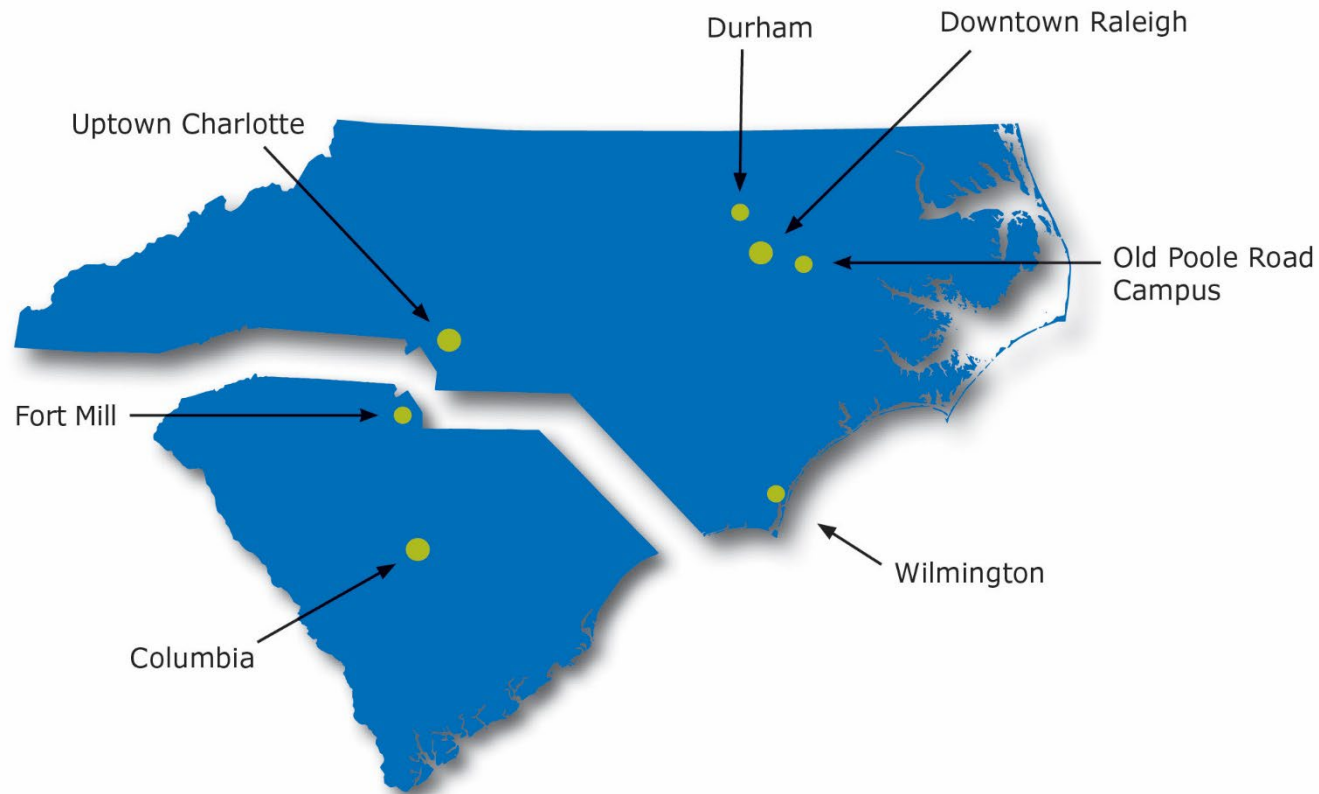 Durham
Downtown Raleigh
Uptown Charlotte
Old Poole Road
Campus
Fort Mill
Wilmington
Columbia